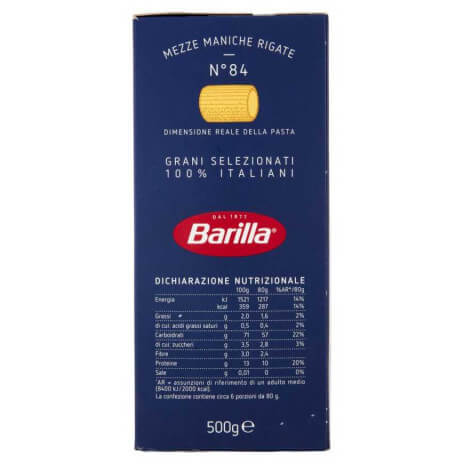 MEZZE MANICHE RIGATE
N°84
DIMENSIONE REALE DELLA PASTA
GRANI SELEZIONATI
100% ITALIANI
DAL 1877
Barilla
DICHIARAZIONE NUTRIZIONALE
100g 80g %AR*/80g
Energia kJ 1521 1217 14%
kcal 359 287 14%
Grassi g 2,0 1,6 2%
di cui: acidi grassi saturi g 0,5 0,4 2%
Carboidrati g 71 57 22%
di cui: zuccheri g 3,5 2,8 3%
Fibre g 3,0 2,4
Proteine g 13 10 20%
Sale g 0,01 0 0%
*AR = assunzioni di riferimento di un adulto medio
(8400 kJ/2000 kcal)
La confezione contiene circa 6 porzioni da 80 g.
500g e